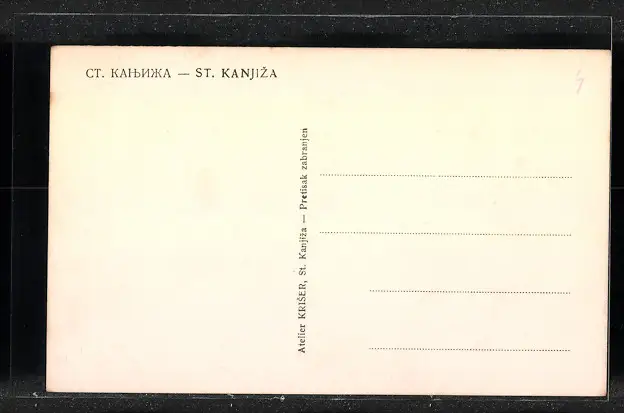 СТ. КАЊИЖА — ST. KANJIŽA
Atelier KRIŠER, St. Kanjiža — Pretisak zabranjen